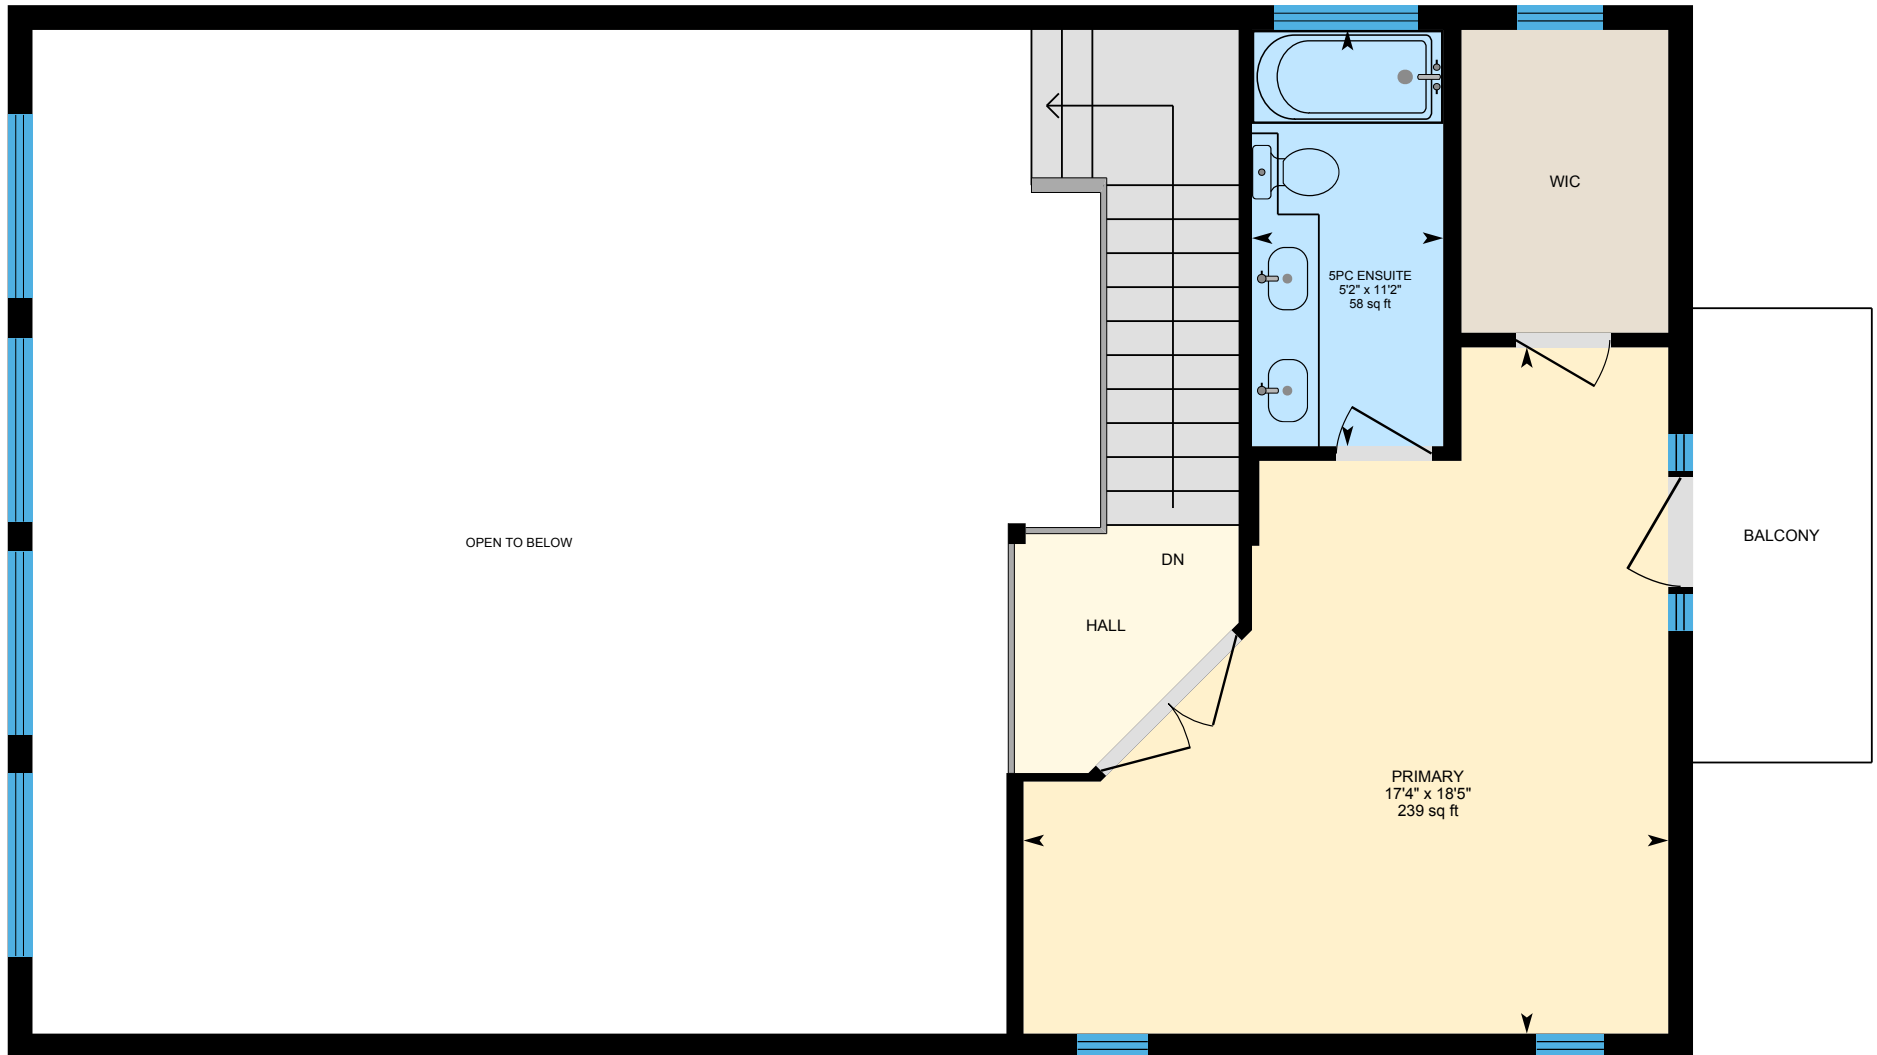 WIC
5PC ENSUITE
5'2" x 11'2"
58 sq ft
OPEN TO BELOW
BALCONY
DN
HALL
PRIMARY
17'4" x 18'5"
239 sq ft